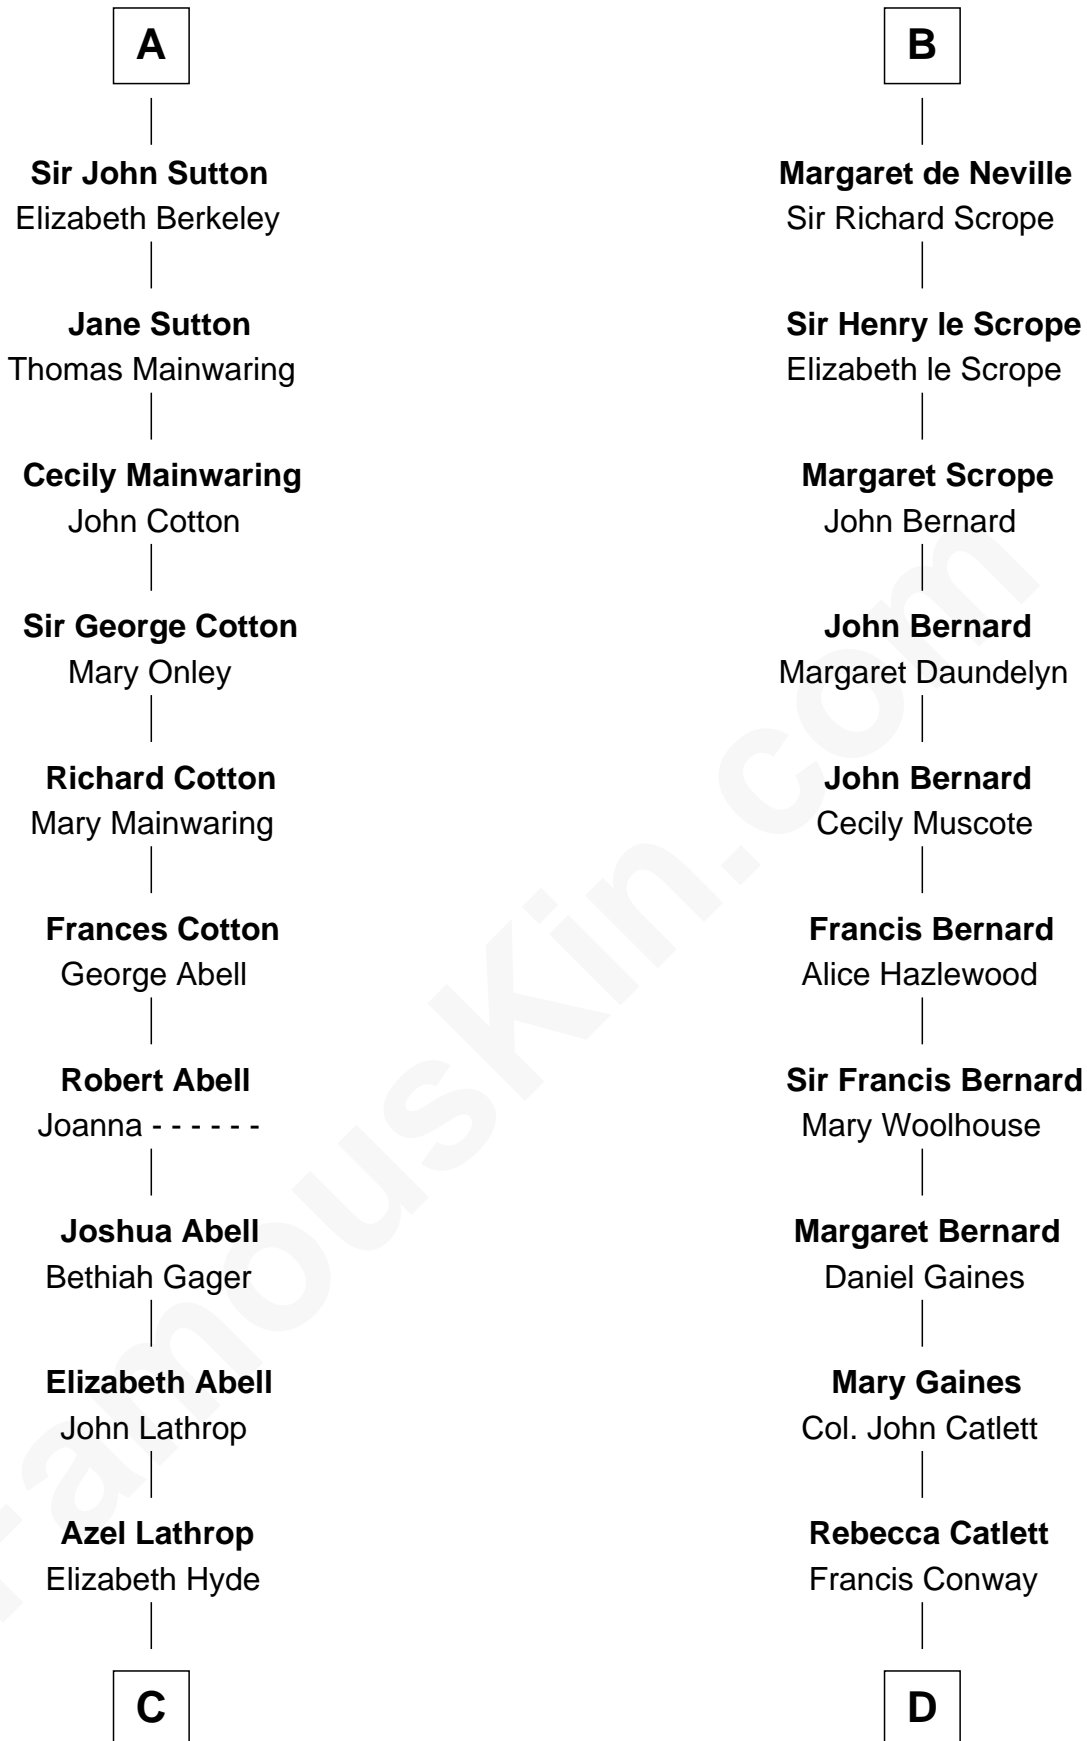 A
Sir John Sutton
Elizabeth Berkeley
Jane Sutton
Thomas Mainwaring
Cecily Mainwaring
John Cotton
Sir George Cotton
Mary Onley
Richard Cotton
Mary Mainwaring
Frances Cotton
George Abell
Robert Abell
Joanna - - - - - -
Joshua Abell
Bethiah Gager
Elizabeth Abell
John Lathrop
Azel Lathrop
Elizabeth Hyde
C
B
Margaret de Neville
Sir Richard Scrope
Sir Henry le Scrope
Elizabeth le Scrope
Margaret Scrope
John Bernard
John Bernard
Margaret Daundelyn
John Bernard
Cecily Muscote
Francis Bernard
Alice Hazlewood
Sir Francis Bernard
Mary Woolhouse
Margaret Bernard
Daniel Gaines
Mary Gaines
Col. John Catlett
Rebecca Catlett
Francis Conway
D
FamousKin.com